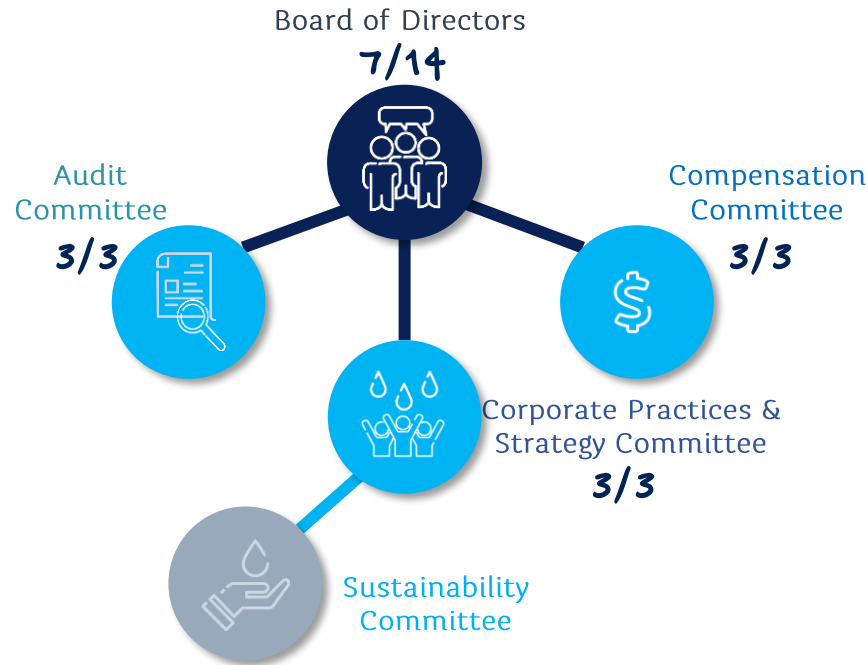 Board of Directors
7/14
Audit
Committee
3/3
Compensation
Committee
3/3
$
Corporate Practices &
Strategy Committee
3/3
Sustainability
Committee